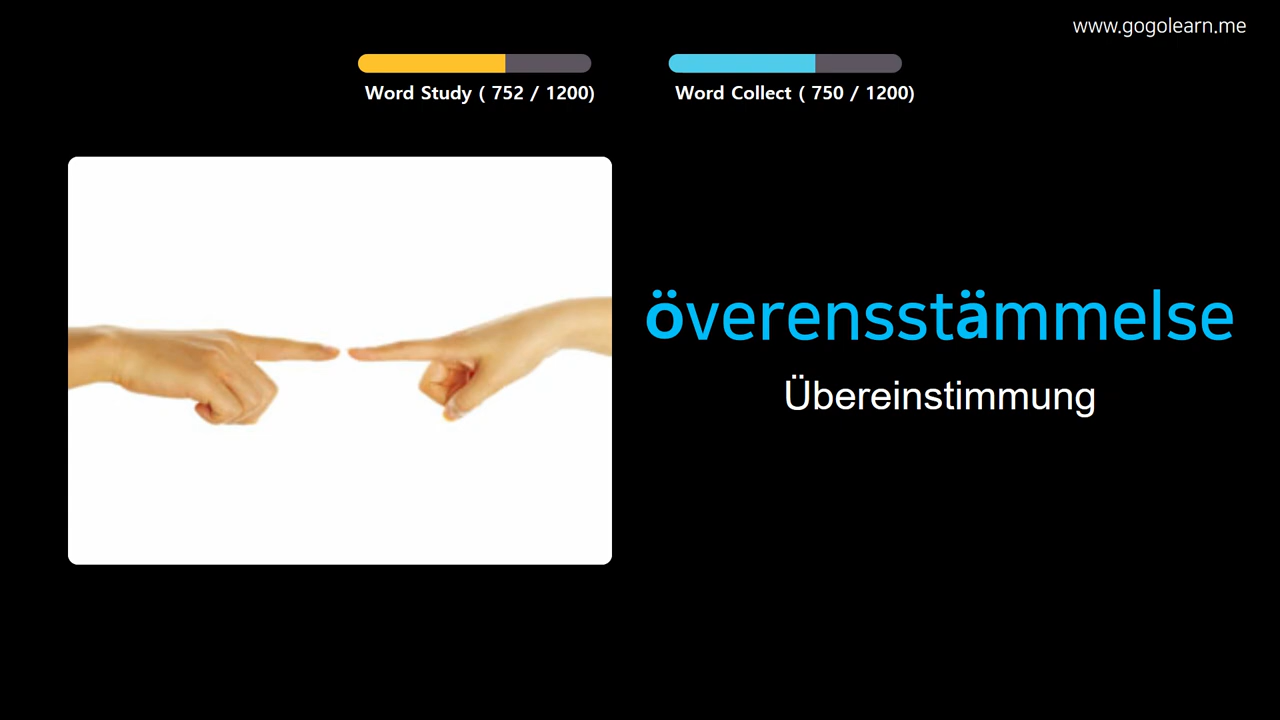 www.gogolearn.me
Word Study ( 752 / 1200)
Word Collect ( 750 / 1200)
överensstämmelse
Übereinstimmung